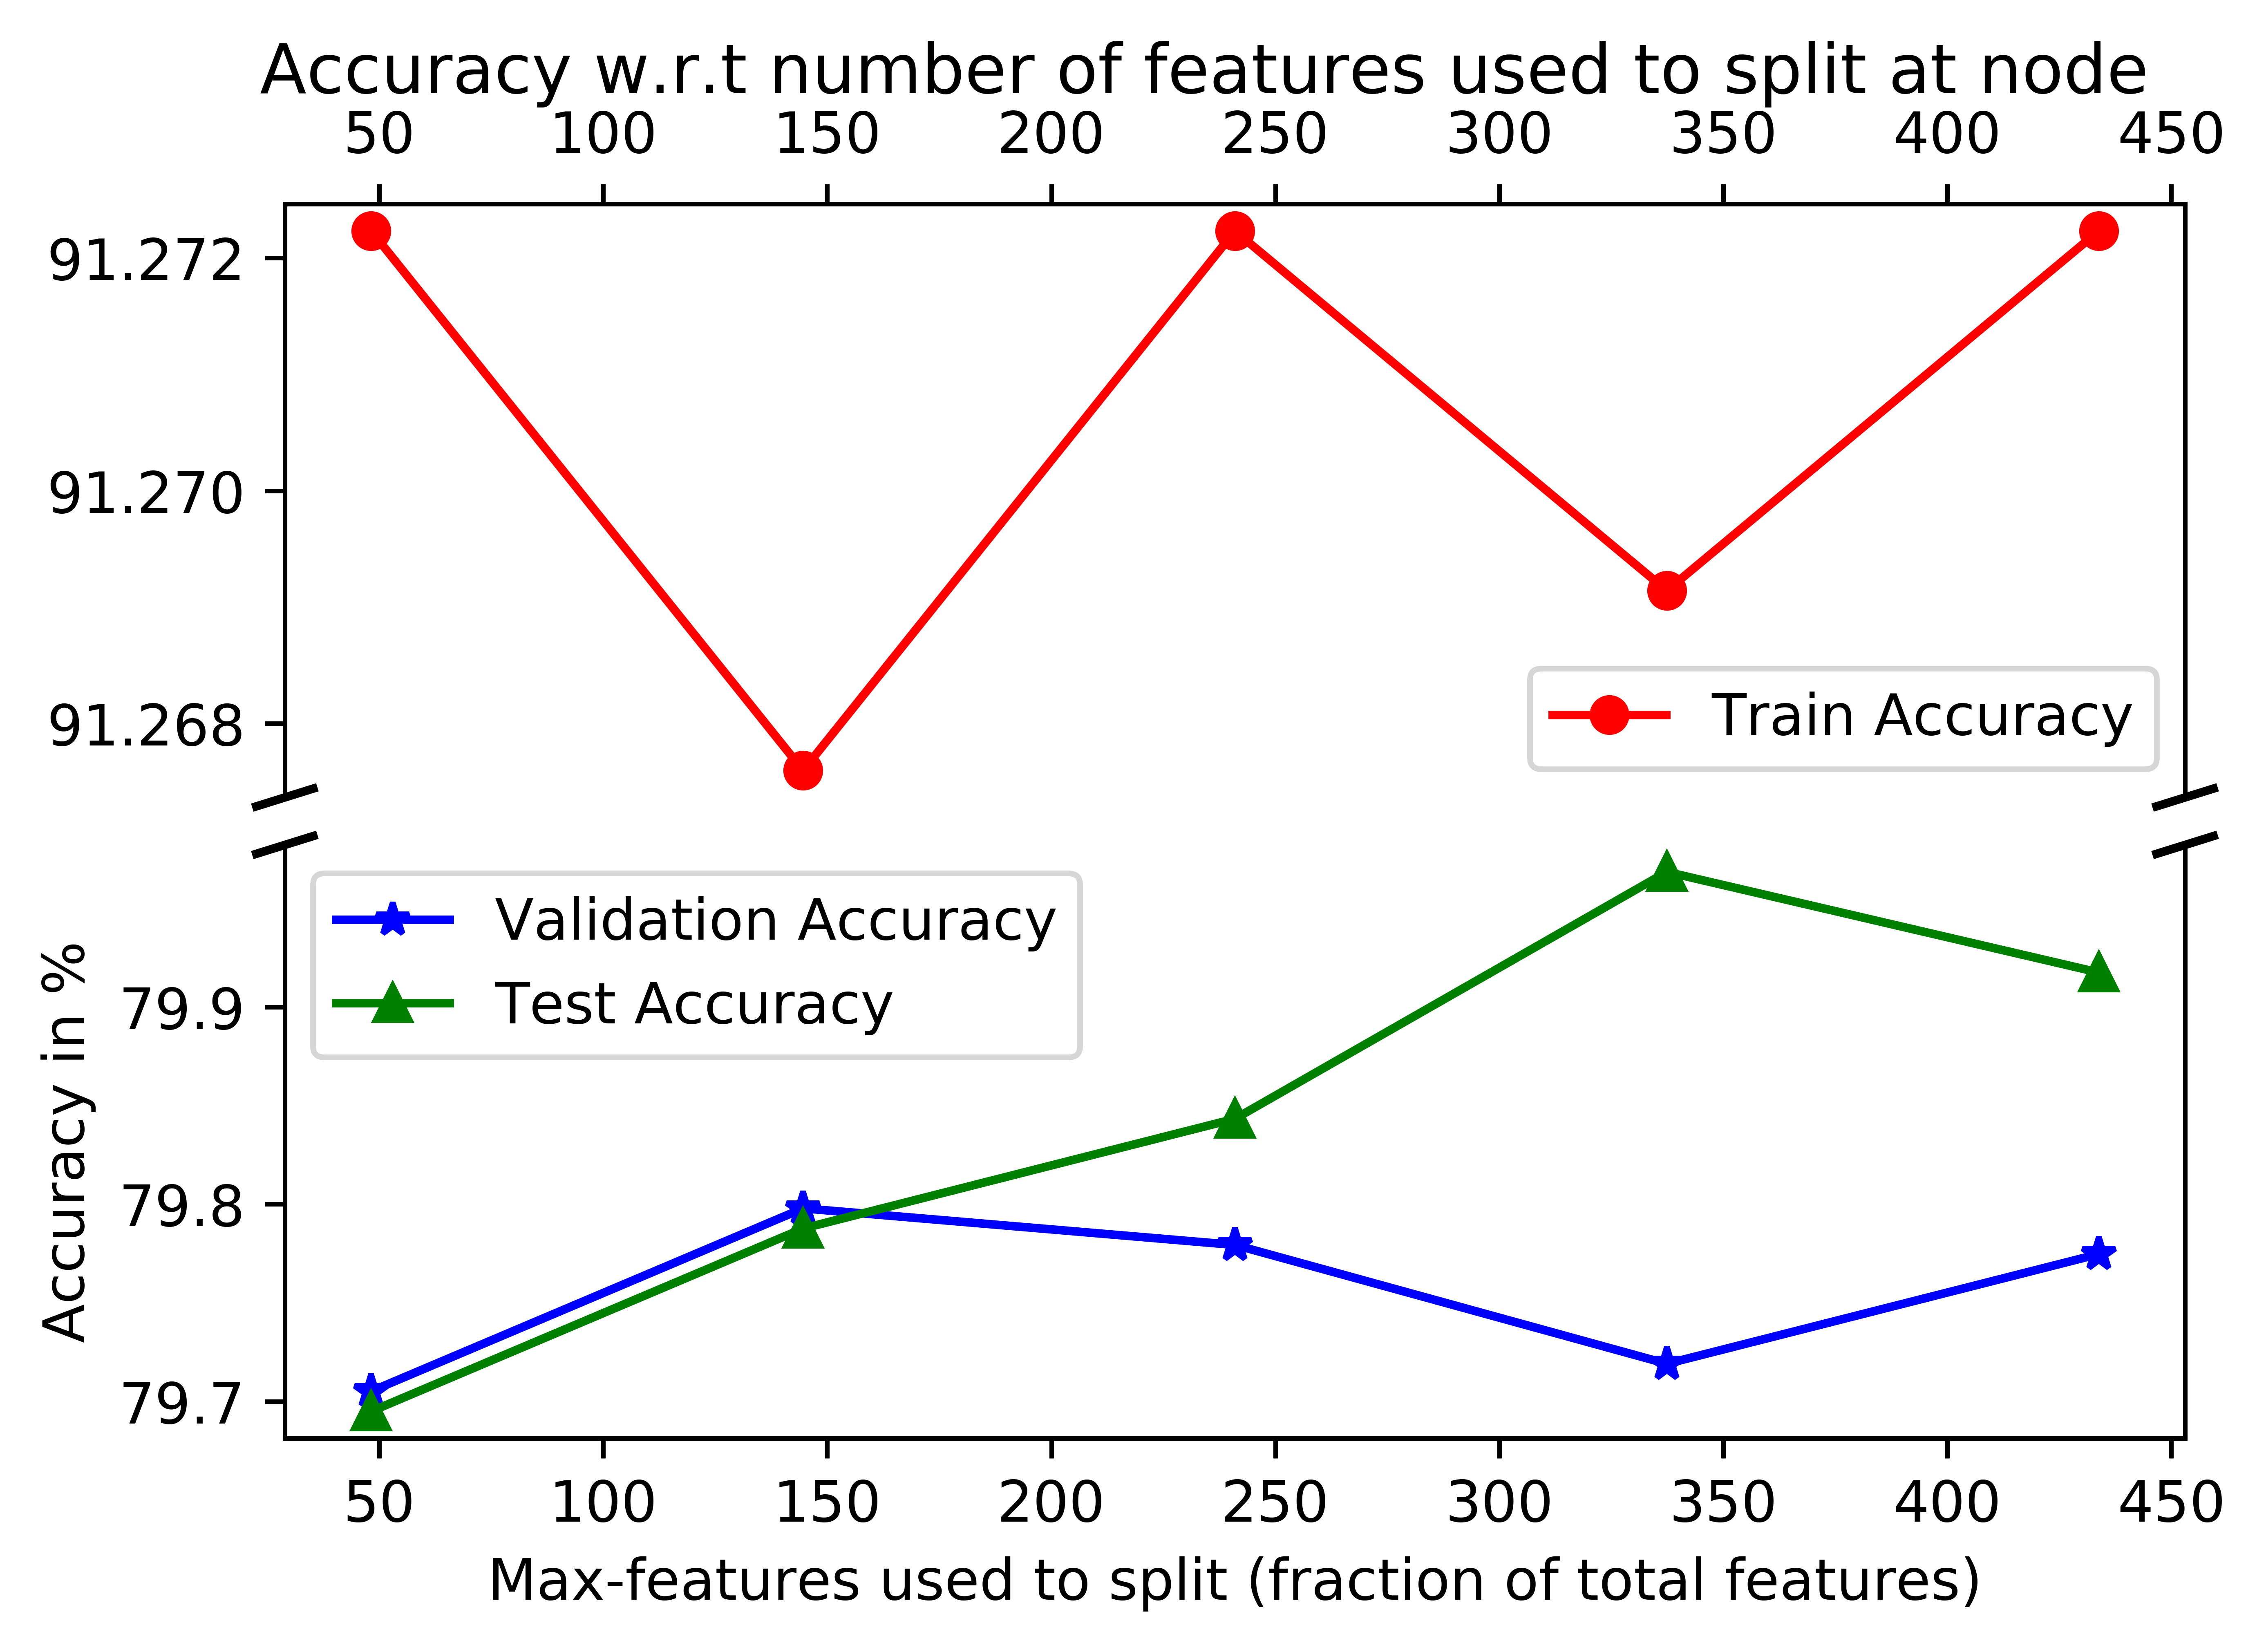 Accuracy w.r.t number of features used to split at node
50 100 150 200 250 300 350 400 450
91.272
91.270
91.268
Train Accuracy
Validation Accuracy
Test Accuracy
Accuracy in %
79.9
79.8
79.7
50 100 150 200 250 300 350 400 450
Max-features used to split (fraction of total features)